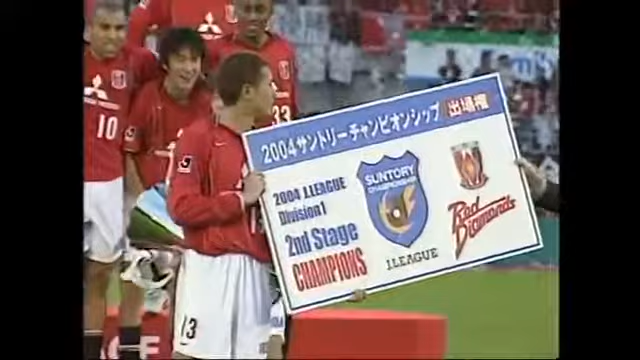 2004サントリーチャンピオンシップ 出場権
2004 J.LEAGUE
Division1
2nd Stage
CHAMPIONS
SUNTORY
CHAMPIONSHIP
J.LEAGUE
Red
Diamonds
10
33
13